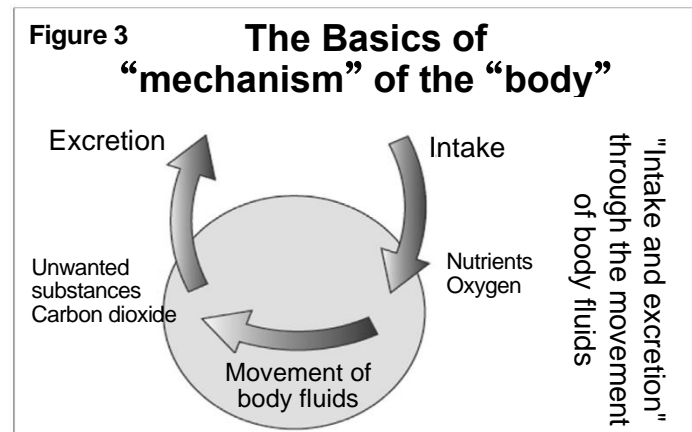 Figure 3
The Basics of
“mechanism” of the “body”
Excretion
Intake
Unwanted
substances
Carbon dioxide
Nutrients
Oxygen
Movement of
body fluids
"Intake and excretion"
through the movement
of body fluids